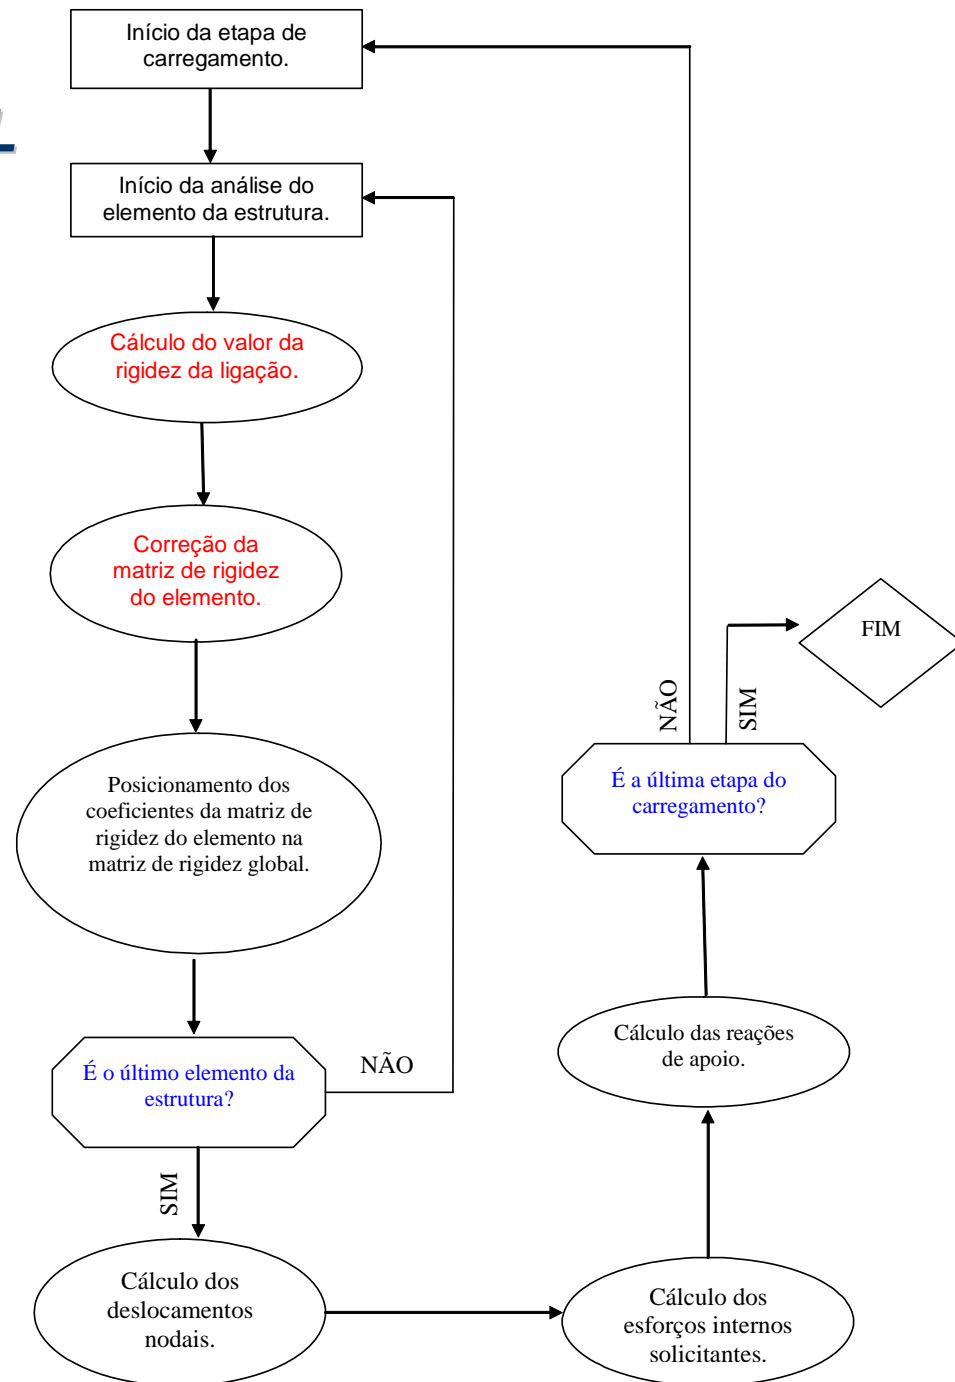 Início da etapa de
carregamento.
Início da análise do
elemento da estrutura.
Cálculo do valor da
rigidez da ligação.
Correção da
matriz de rigidez
do elemento.
Posicionamento dos
coeficientes da matriz de
rigidez do elemento na
matriz de rigidez global.
É o último elemento da
estrutura?
NÃO
SIM
Cálculo dos
deslocamentos
nodais.
Cálculo dos
esforços internos
solicitantes.
Cálculo das reações
de apoio.
É a última etapa do
carregamento?
NÃO
SIM
FIM